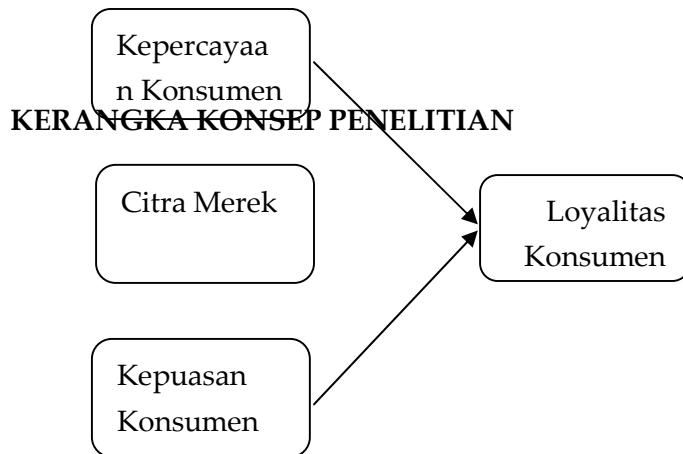 Kepercayaa
n Konsumen
KERANGKA KONSEP PENELITIAN
Citra Merek
Loyalitas
Konsumen
Kepuasan
Konsumen